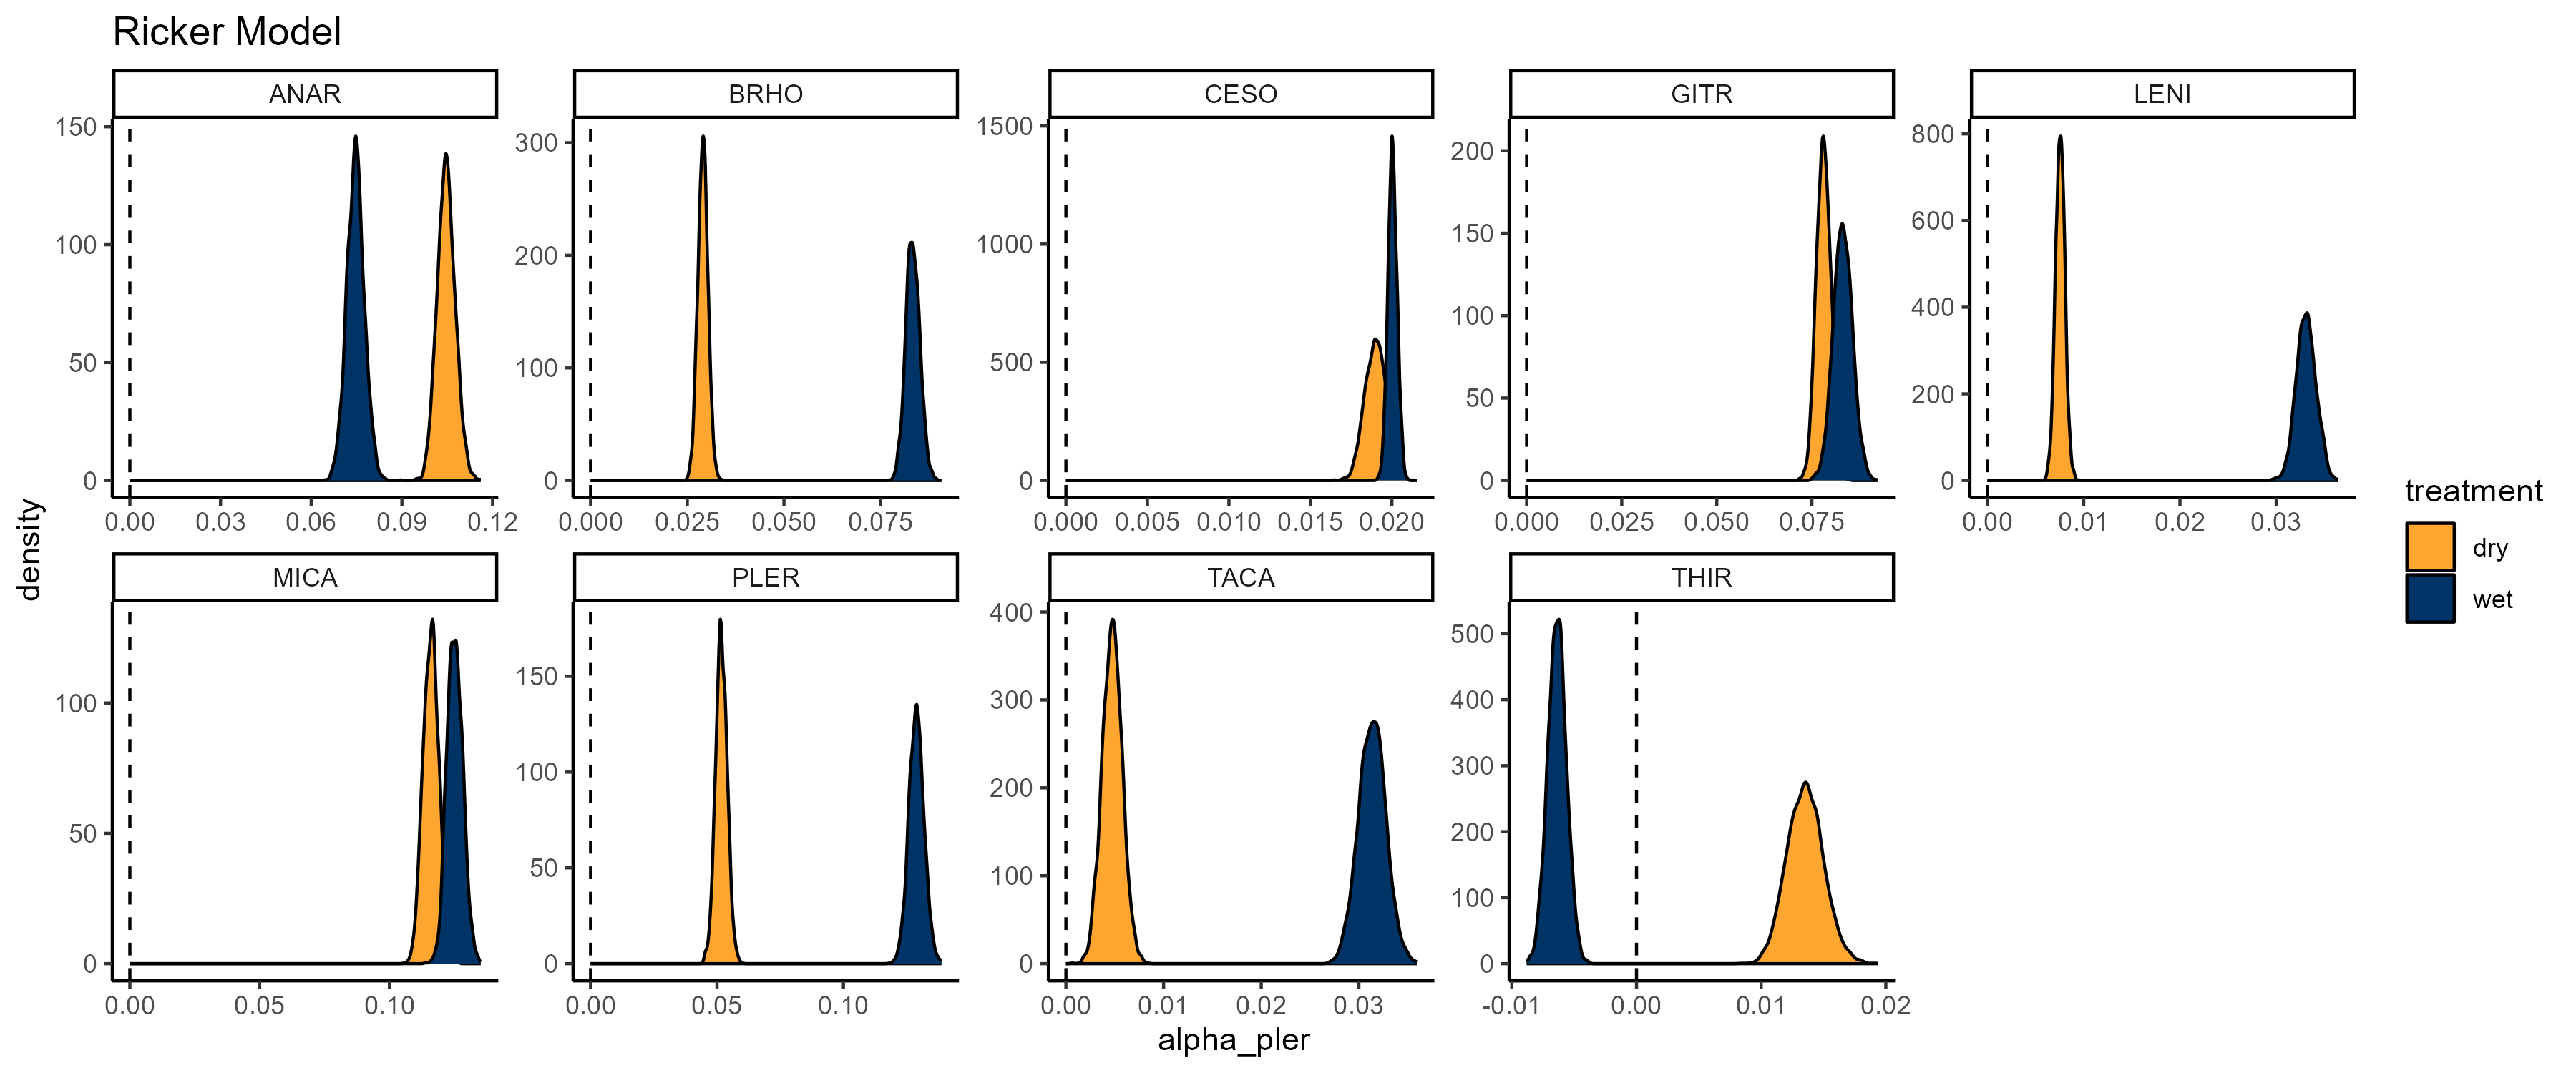 Ricker Model
ANAR BRHO CESO GITR LENI
150 100 50 0
300 200 100 0
1500 1000 500 0
200 150 100 50 0
800 600 400 200 0
0.00 0.03 0.06 0.09 0.12
0.000 0.025 0.050 0.075
0.000 0.005 0.010 0.015 0.020
0.000 0.025 0.050 0.075
0.00 0.01 0.02 0.03
density
MICA PLER TACA THIR
100 50 0
150 100 50 0
400 300 200 100 0
500 400 300 200 100 0
0.00 0.05 0.10
0.00 0.05 0.10
0.00 0.01 0.02 0.03
-0.01 0.00 0.01 0.02
alpha_pler
treatment
dry
wet